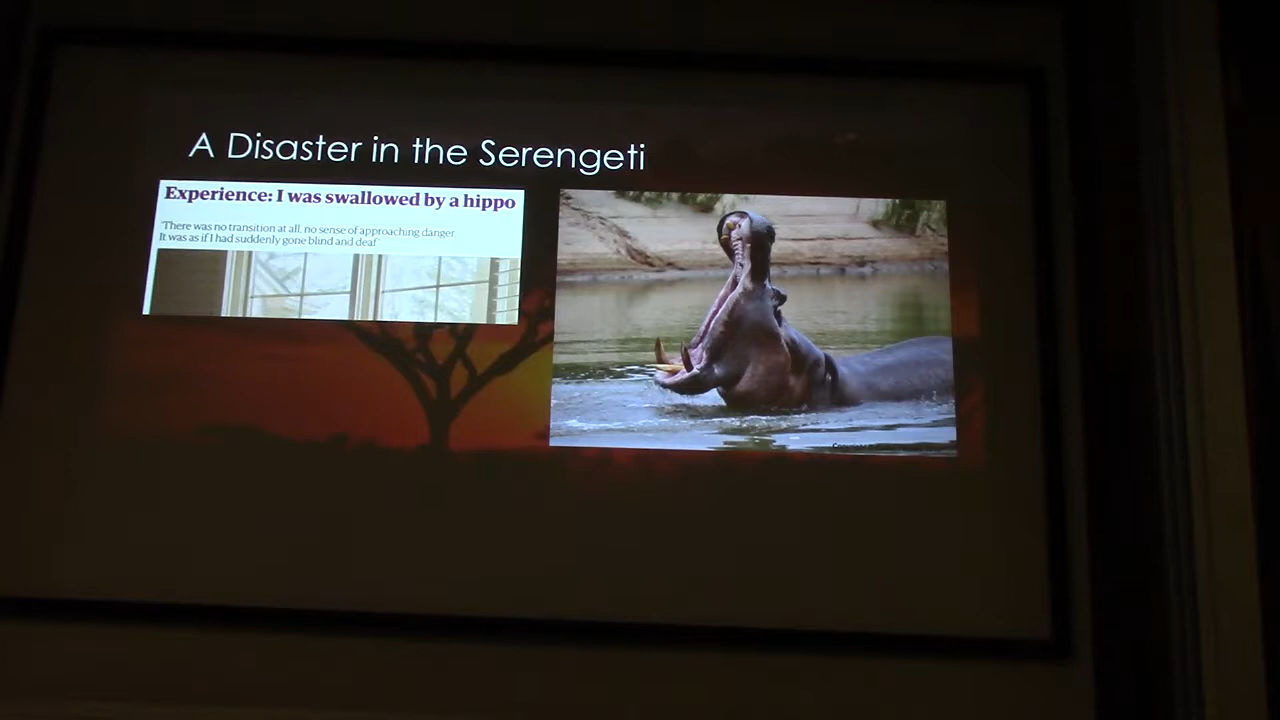 A Disaster in the Serengeti
Experience: I was swallowed by a hippo
'There was no transition at all, no sense of approaching danger.
It was as if I had suddenly gone blind and deaf'